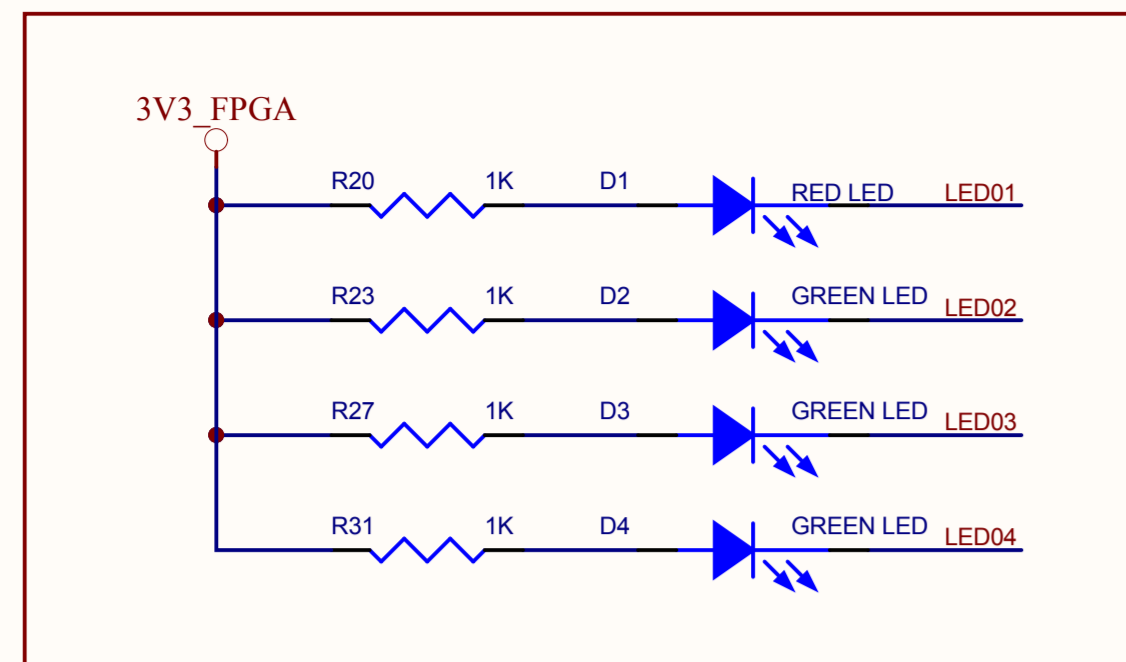 3V3_FPGA
R20 1K D1 RED LED LED01
R23 1K D2 GREEN LED LED02
R27 1K D3 GREEN LED LED03
R31 1K D4 GREEN LED LED04